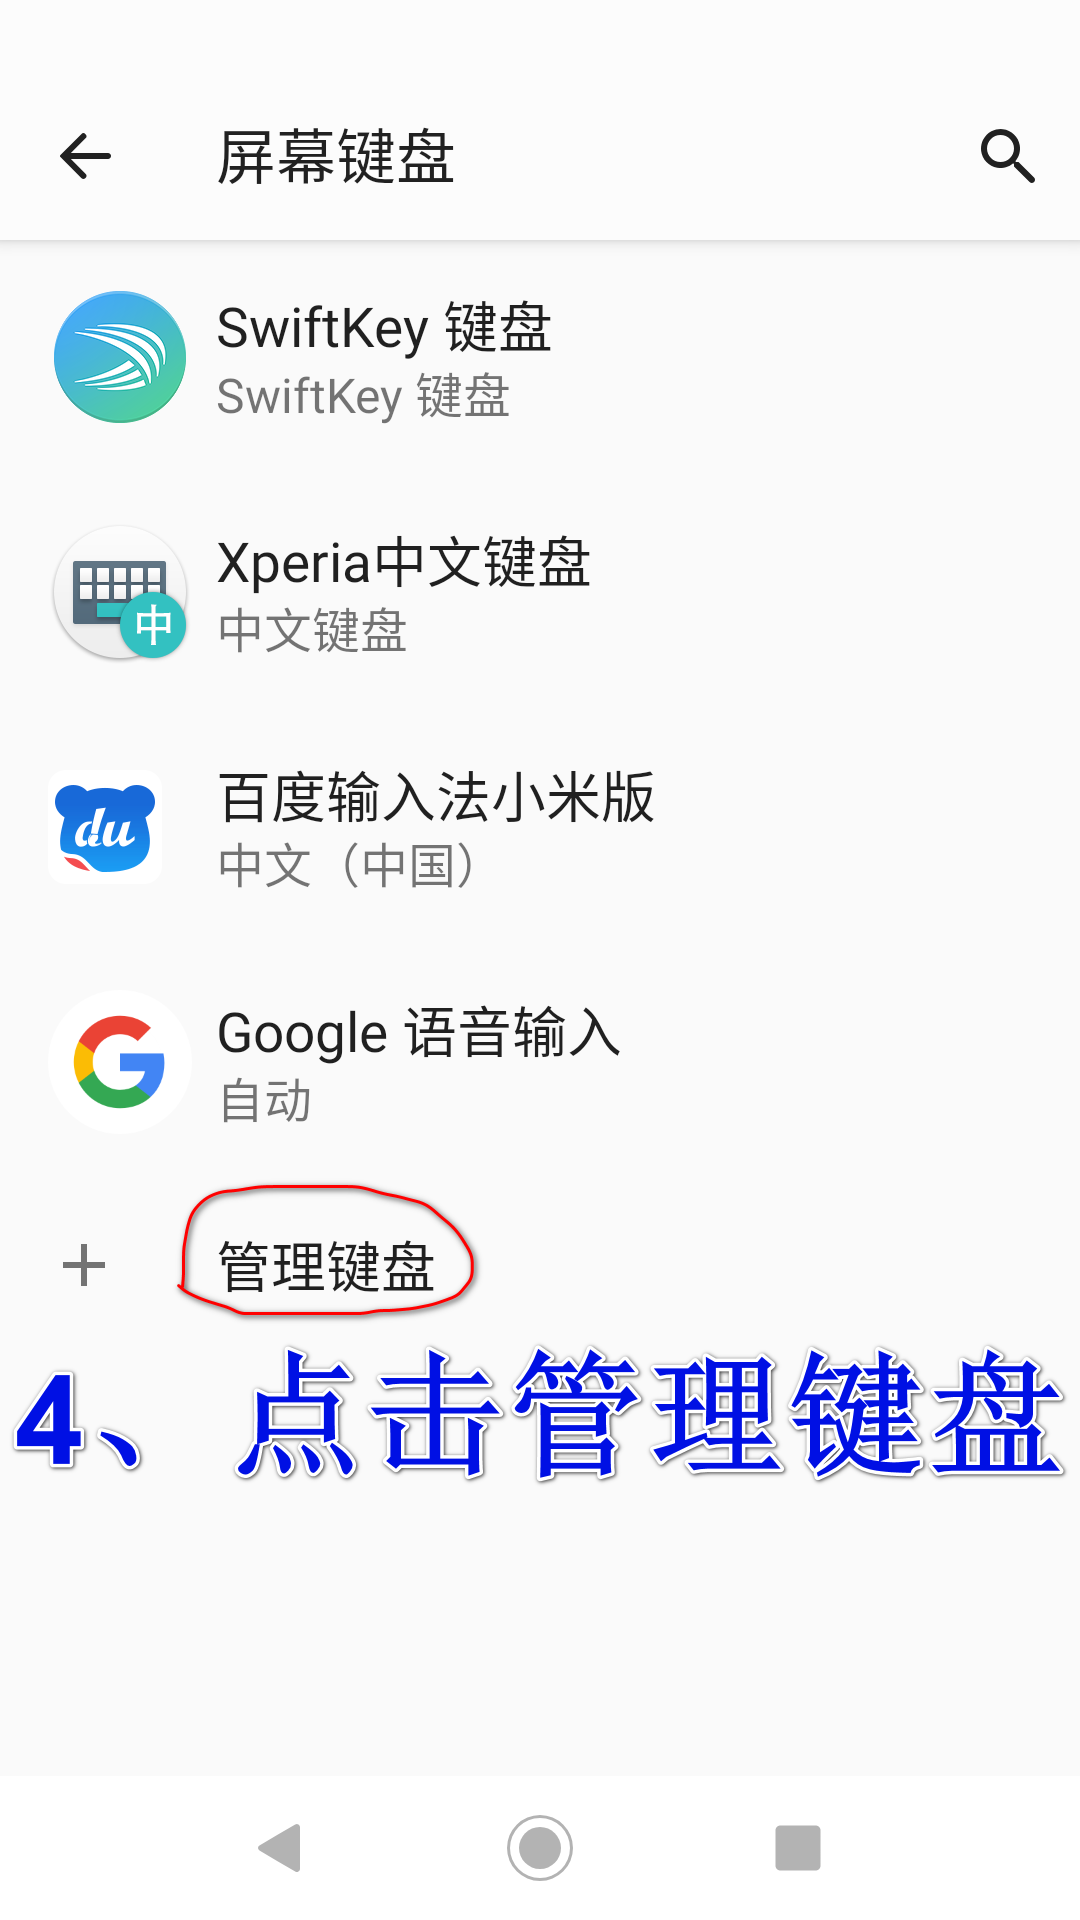 屏幕键盘
SwiftKey 键盘
SwiftKey 键盘
Xperia中文键盘
中文键盘
中
百度输入法小米版
中文（中国）
du
Google 语音输入
自动
管理键盘
4、点击管理键盘